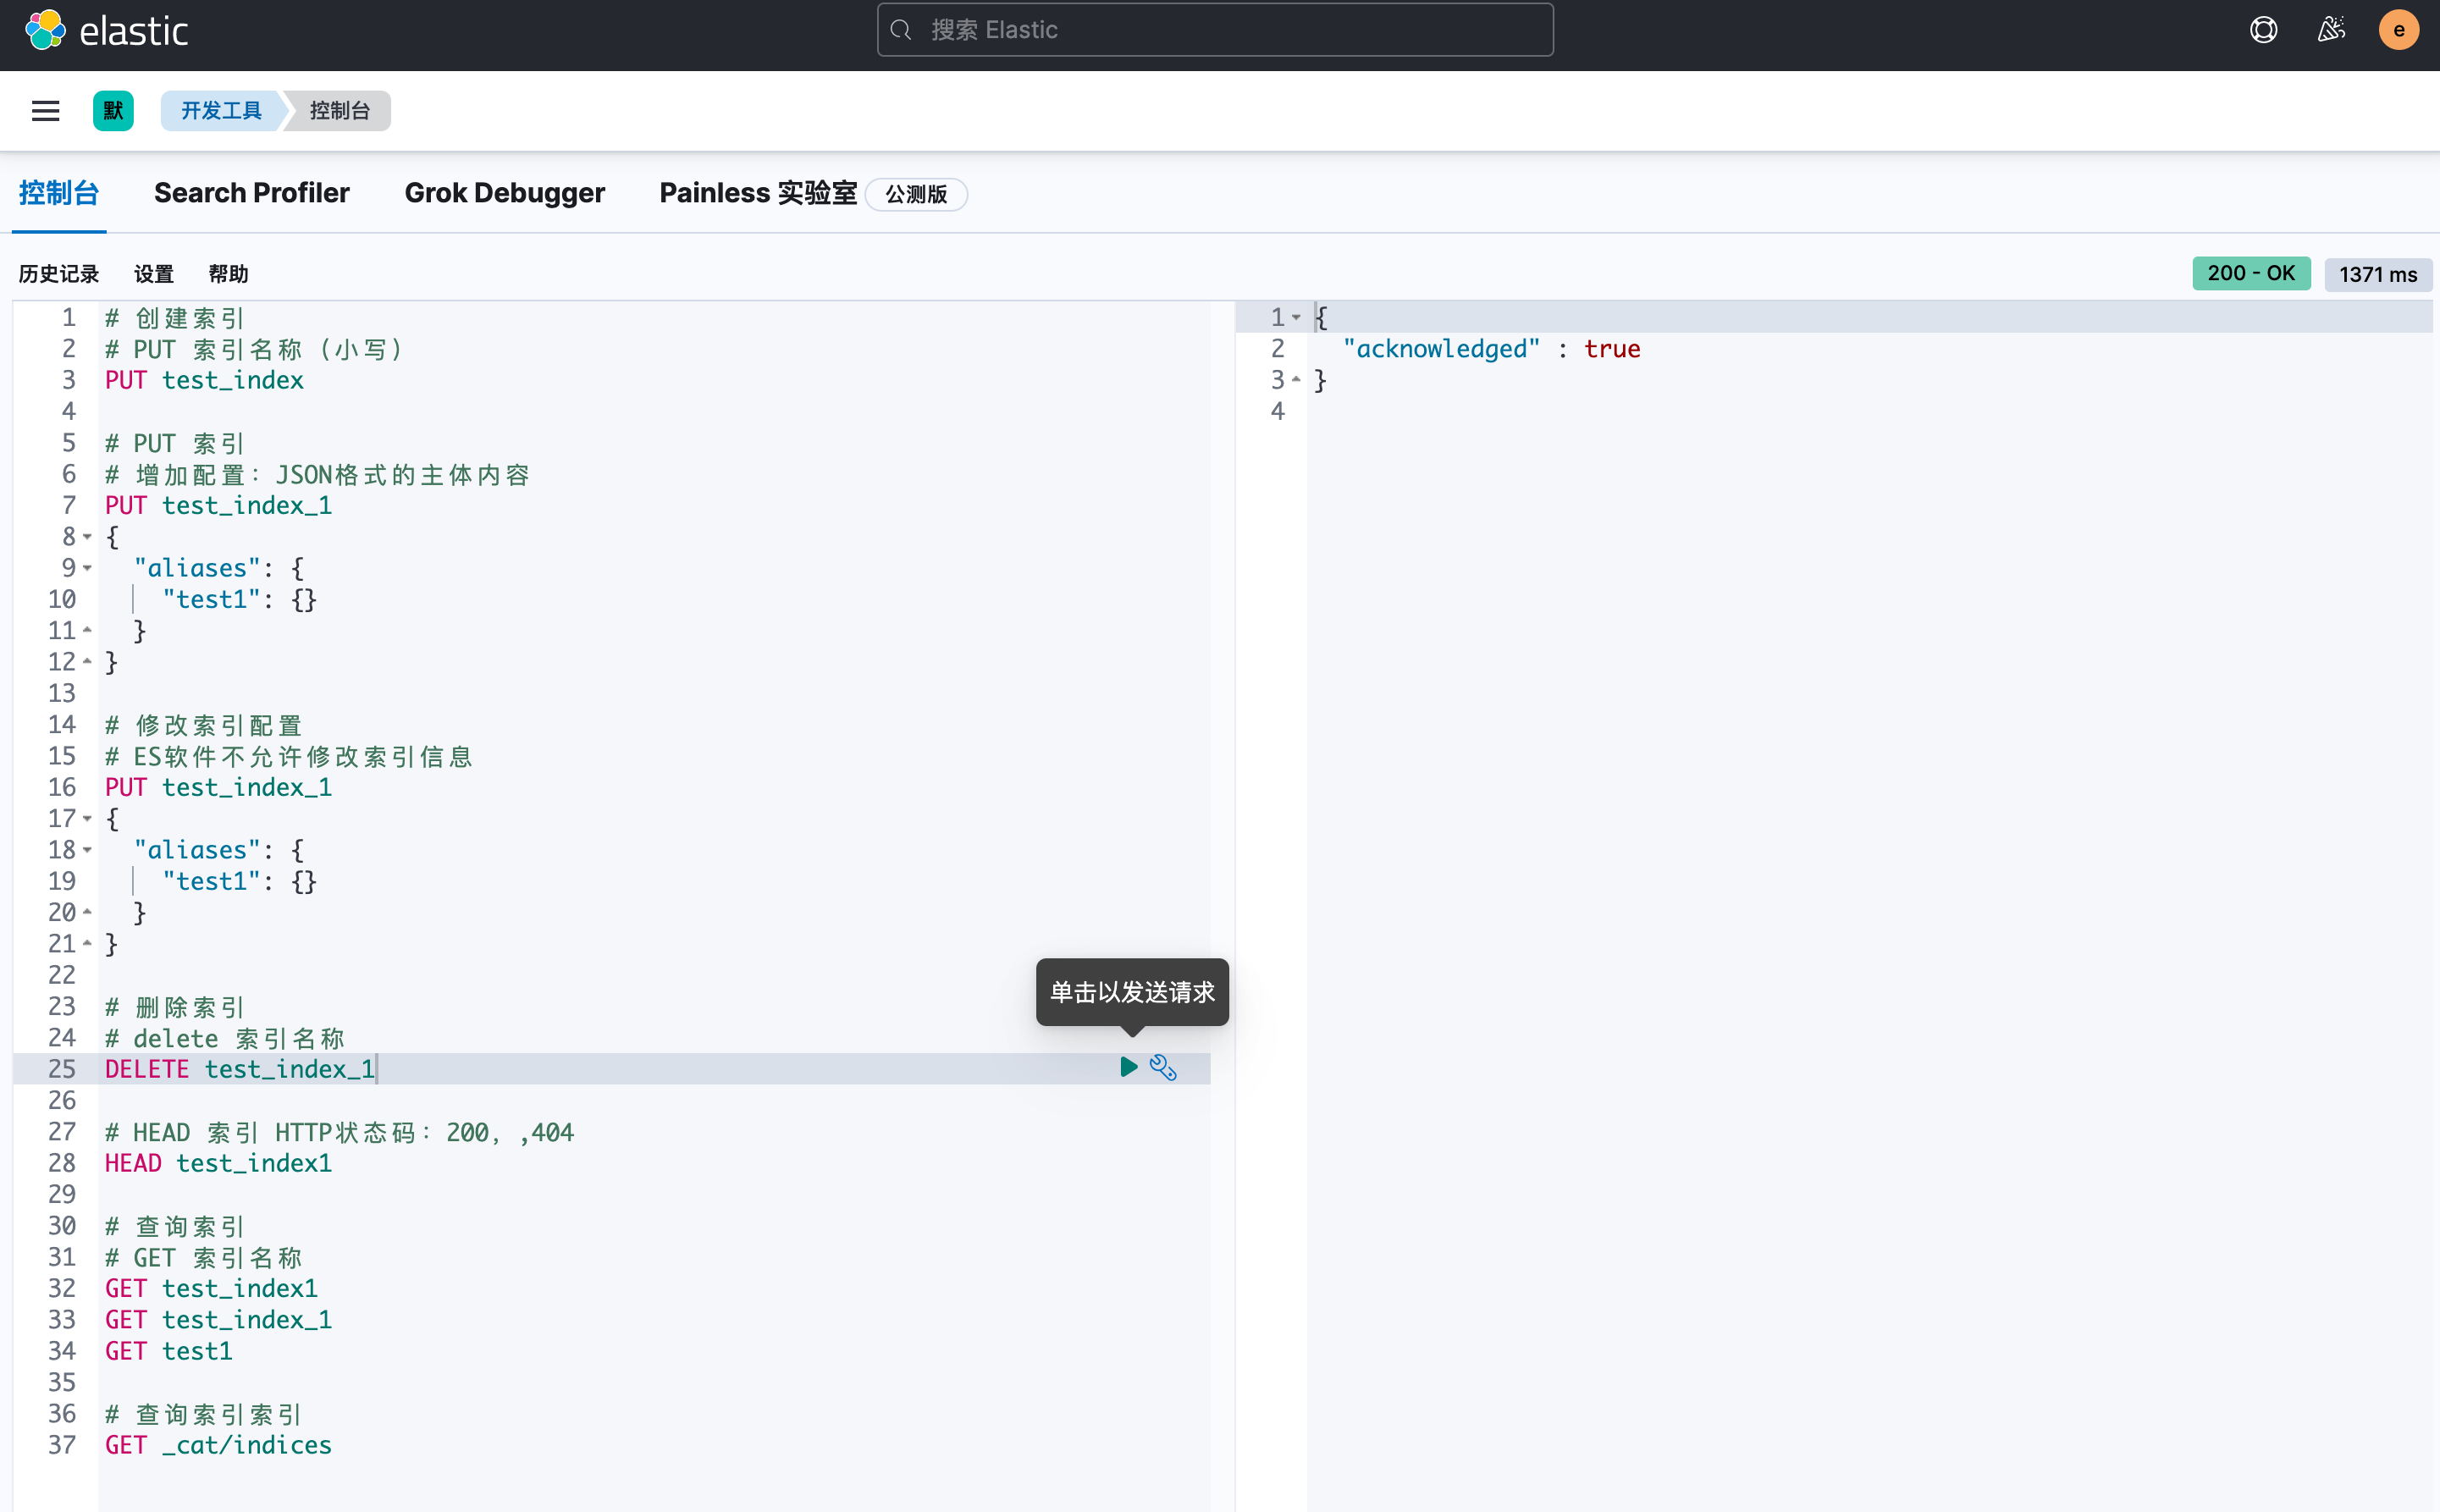 elastic
搜索 Elastic
e
默
开发工具
控制台
控制台
Search Profiler
Grok Debugger
Painless 实验室
公测版
历史记录
设置
帮助
200 - OK
1371 ms
1 # 创建索引
2 # PUT 索引名称（小写）
3 PUT test_index
4
5 # PUT 索引
6 # 增加配置：JSON格式的主体内容
7 PUT test_index_1
8 {
9 "aliases": {
10 "test1": {}
11 }
12 }
13
14 # 修改索引配置
15 # ES软件不允许修改索引信息
16 PUT test_index_1
17 {
18 "aliases": {
19 "test1": {}
20 }
21 }
22
23 # 删除索引
24 # delete 索引名称
25 DELETE test_index_1
单击以发送请求
26
27 # HEAD 索引 HTTP状态码：200，,404
28 HEAD test_index1
29
30 # 查询索引
31 # GET 索引名称
32 GET test_index1
33 GET test_index_1
34 GET test1
35
36 # 查询索引索引
37 GET _cat/indices
1 {
2 "acknowledged" : true
3 }
4